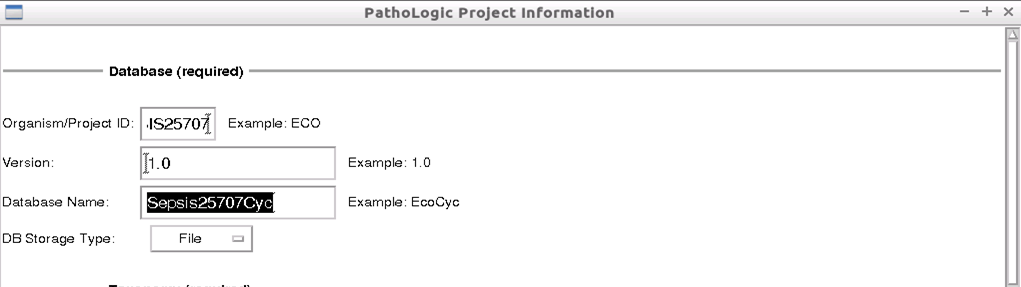 PathoLogic Project Information
Database (required)
Organism/Project ID: IS25707 Example: ECO
Version: 1.0 Example: 1.0
Database Name: Sepsis25707Cyc Example: EcoCyc
DB Storage Type: File